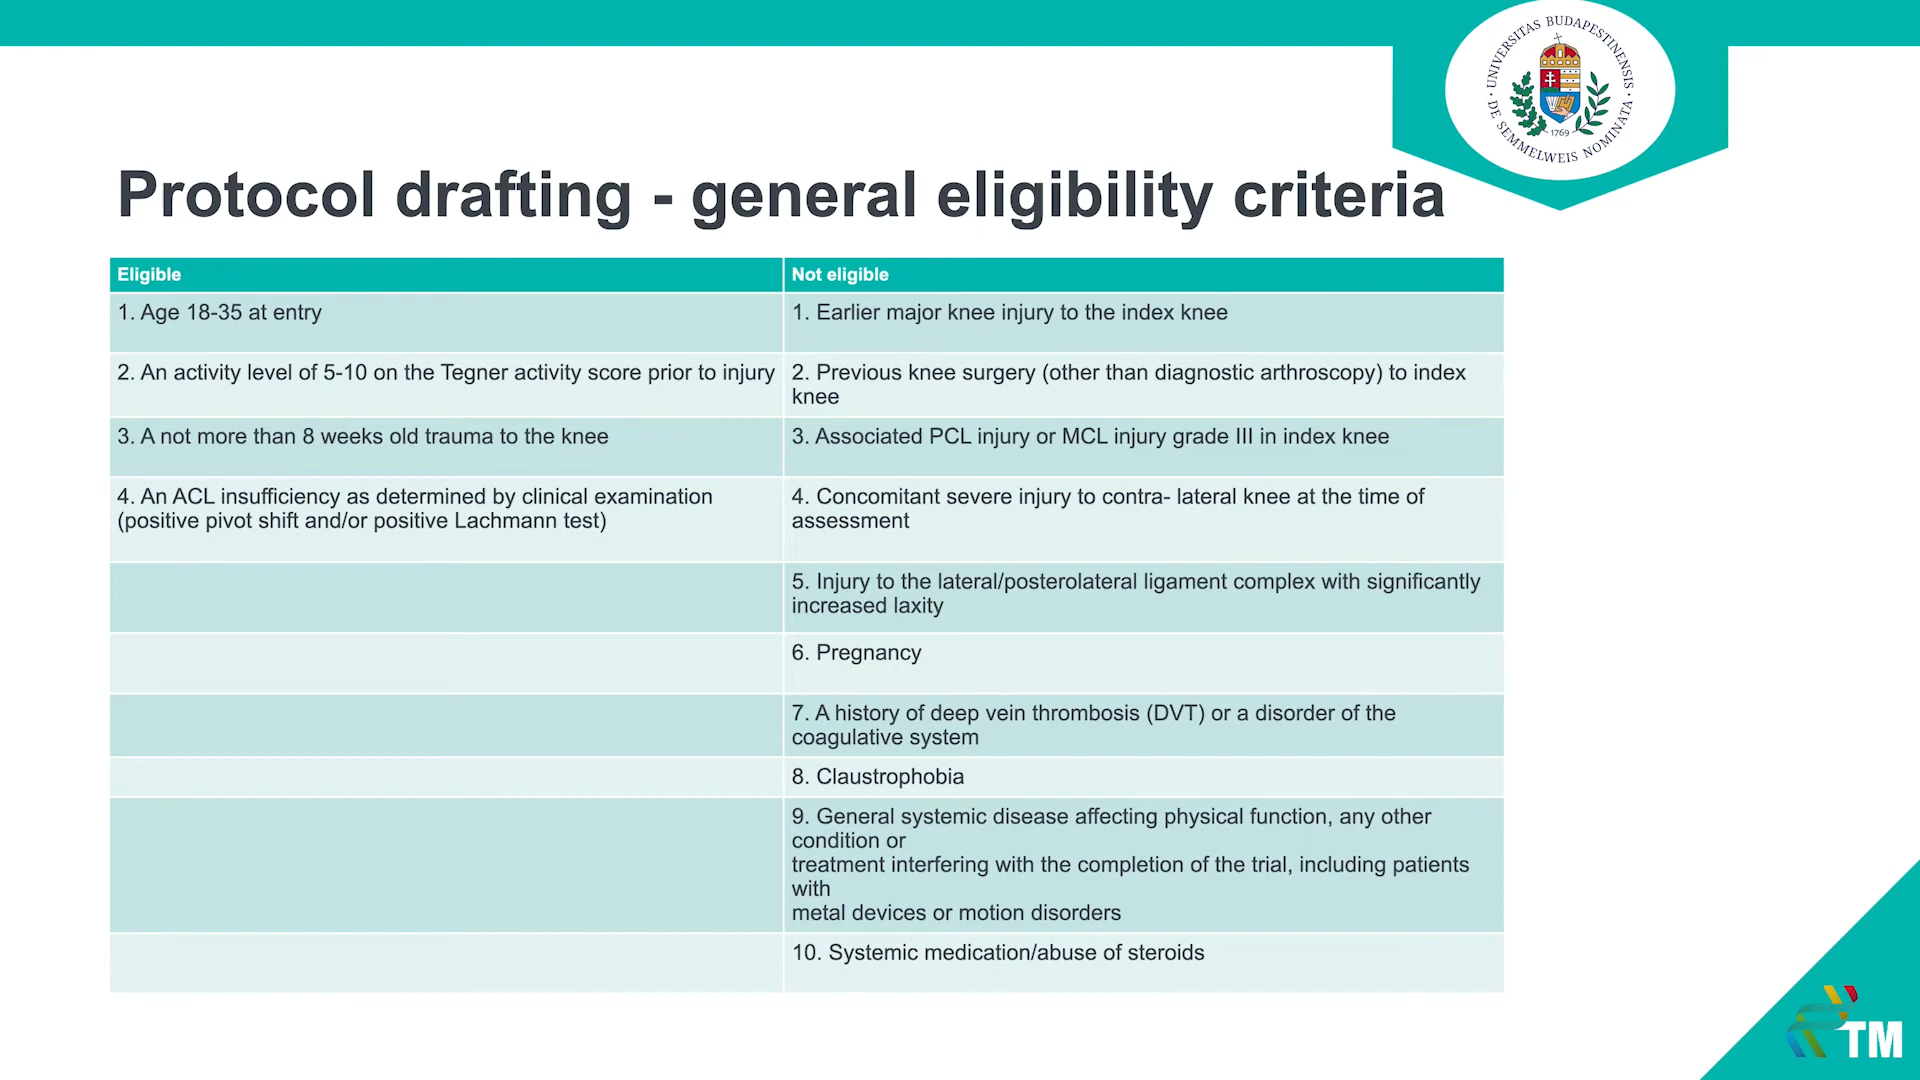 UNIVERSITAS BUDAPESTINENSIS
· DE SEMMELWEIS NOMINATA ·
1769
Protocol drafting - general eligibility criteria
Eligible
Not eligible
1. Age 18-35 at entry
1. Earlier major knee injury to the index knee
2. An activity level of 5-10 on the Tegner activity score prior to injury
2. Previous knee surgery (other than diagnostic arthroscopy) to index
knee
3. A not more than 8 weeks old trauma to the knee
3. Associated PCL injury or MCL injury grade III in index knee
4. An ACL insufficiency as determined by clinical examination
(positive pivot shift and/or positive Lachmann test)
4. Concomitant severe injury to contra- lateral knee at the time of
assessment
5. Injury to the lateral/posterolateral ligament complex with significantly
increased laxity
6. Pregnancy
7. A history of deep vein thrombosis (DVT) or a disorder of the
coagulative system
8. Claustrophobia
9. General systemic disease affecting physical function, any other
condition or
treatment interfering with the completion of the trial, including patients
with
metal devices or motion disorders
10. Systemic medication/abuse of steroids
TM